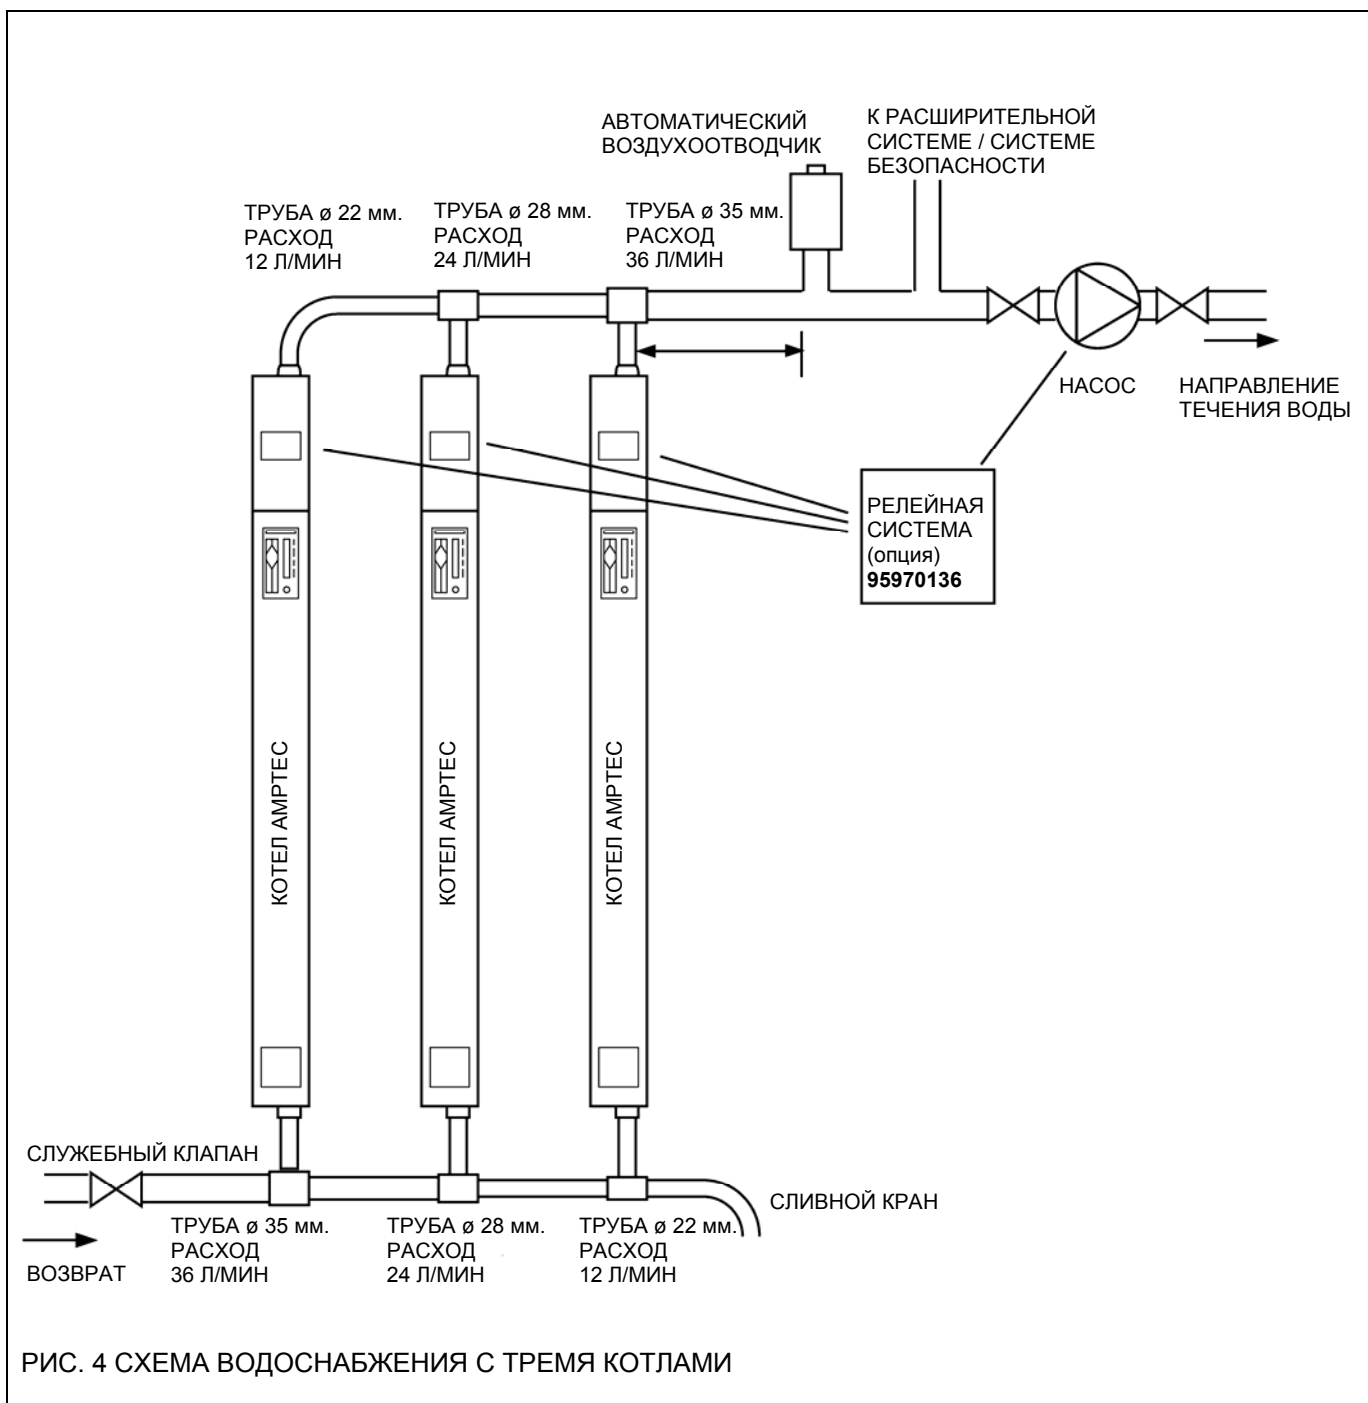 АВТОМАТИЧЕСКИЙ
ВОЗДУХООТВОДЧИК
К РАСШИРИТЕЛЬНОЙ
СИСТЕМЕ / СИСТЕМЕ
БЕЗОПАСНОСТИ
ТРУБА ø 22 мм.
РАСХОД
12 Л/МИН
ТРУБА ø 28 мм.
РАСХОД
24 Л/МИН
ТРУБА ø 35 мм.
РАСХОД
36 Л/МИН
НАСОС
НАПРАВЛЕНИЕ
ТЕЧЕНИЯ ВОДЫ
РЕЛЕЙНАЯ
СИСТЕМА
(опция)
95970136
КОТЕЛ АМРТЕС
КОТЕЛ АМРТЕС
КОТЕЛ АМРТЕС
СЛУЖЕБНЫЙ КЛАПАН
ВОЗВРАТ
ТРУБА ø 35 мм.
РАСХОД
36 Л/МИН
ТРУБА ø 28 мм.
РАСХОД
24 Л/МИН
ТРУБА ø 22 мм.
РАСХОД
12 Л/МИН
СЛИВНОЙ КРАН
РИС. 4 СХЕМА ВОДОСНАБЖЕНИЯ С ТРЕМЯ КОТЛАМИ